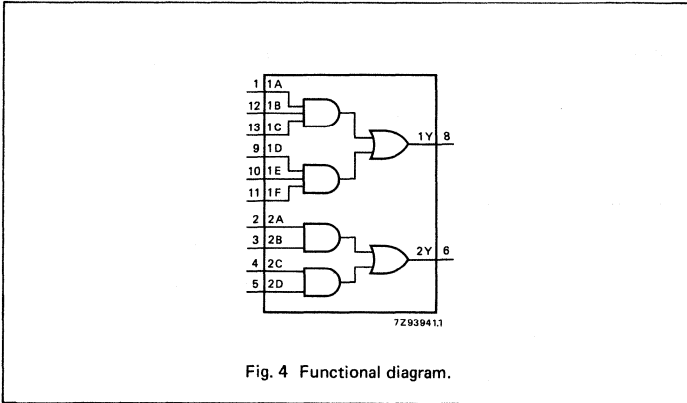 1 1A
12 1B
13 1C
9 1D
10 1E
11 1F
1Y 8
2 2A
3 2B
4 2C
5 2D
2Y 6
7Z93941.1
Fig. 4 Functional diagram.